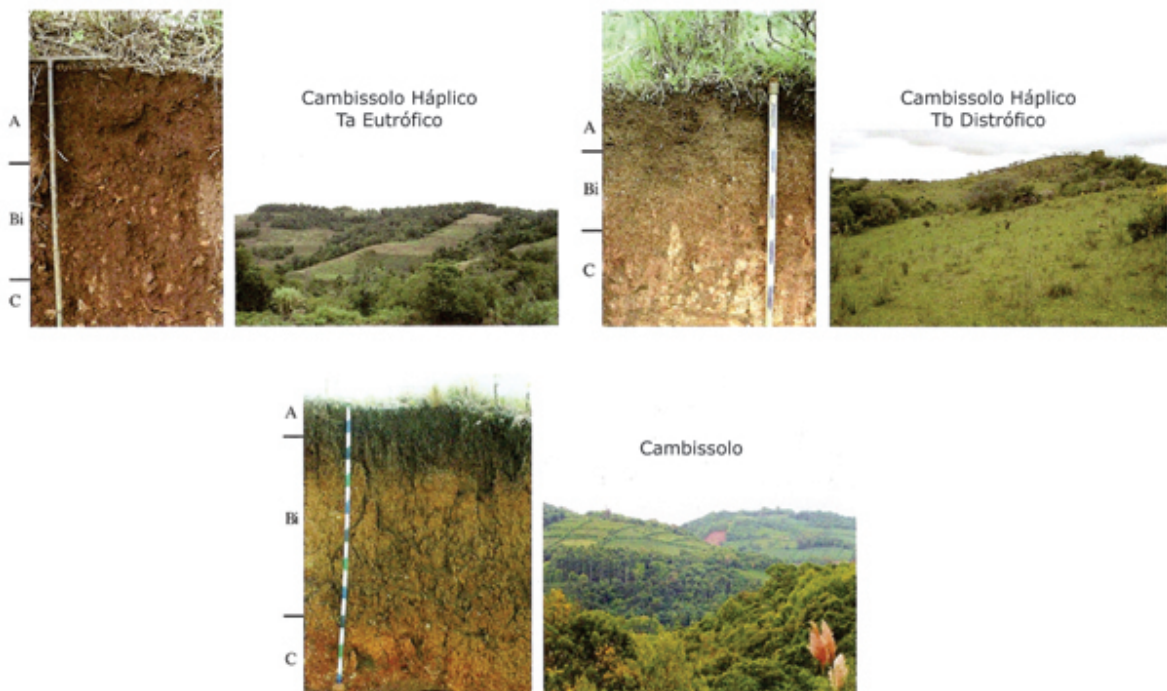 Cambissolo Háplico
Ta Eutrófico
A
Bi
C
Cambissolo Háplico
Tb Distrófico
A
Bi
C
Cambissolo
A
Bi
C